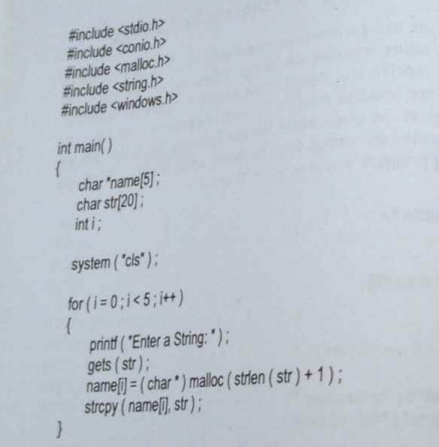 #include <stdio.h>
#include <conio.h>
#include <malloc.h>
#include <string.h>
#include <windows.h>
int main( )
{
char *name[5] ;
char str[20] ;
int i ;
system ( "cls" ) ;
for ( i = 0 ; i < 5 ; i++ )
{
printf ( "Enter a String: " ) ;
gets ( str ) ;
name[i] = ( char * ) malloc ( strlen ( str ) + 1 ) ;
strcpy ( name[i], str ) ;
}